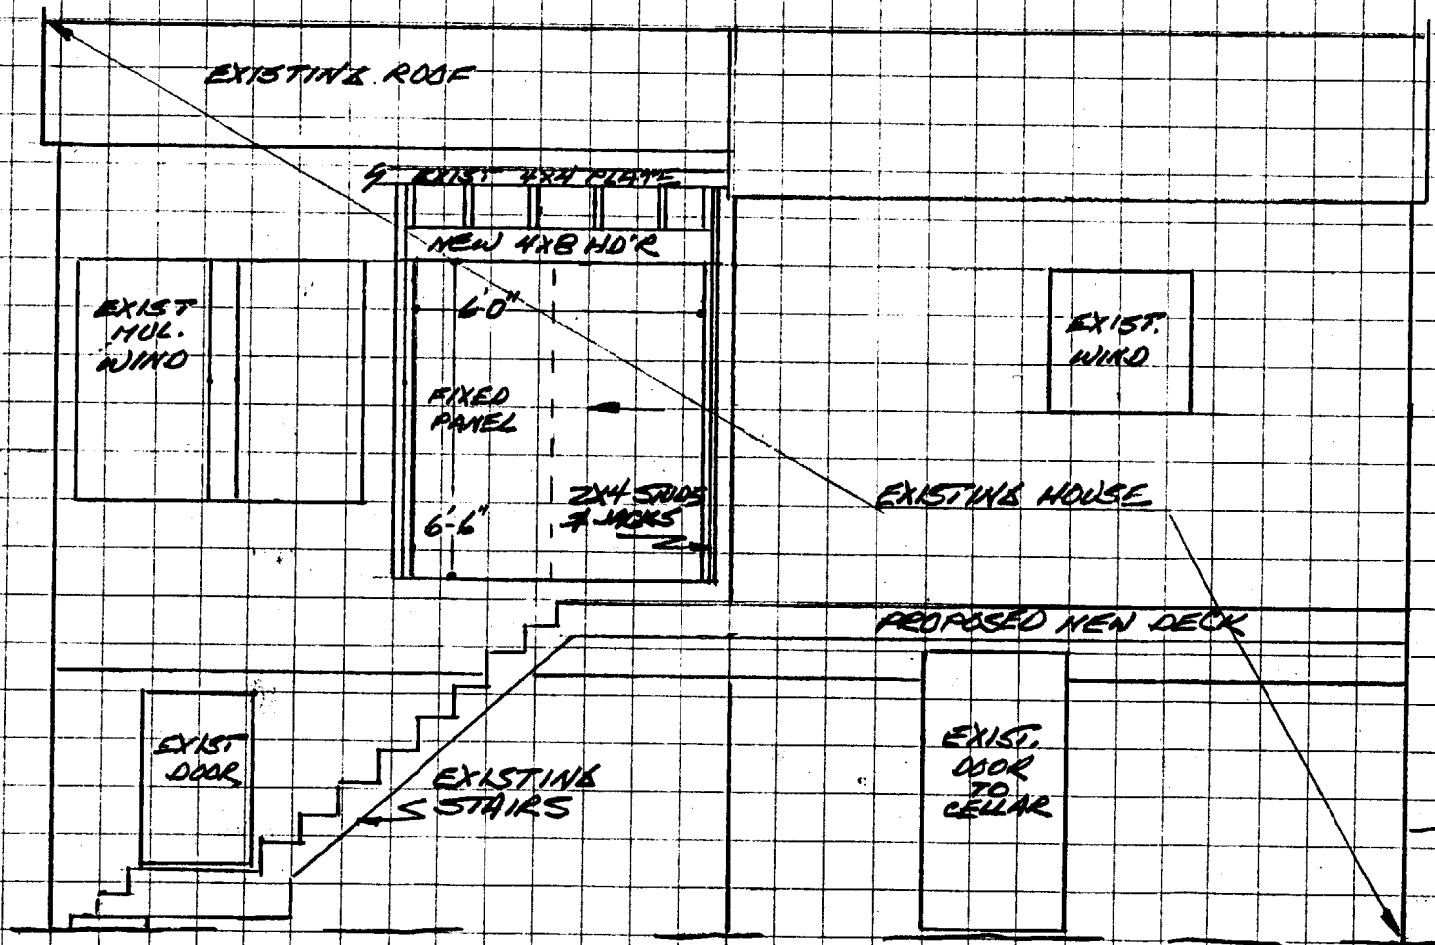 EXISTING ROOF
EXIST 4X4 PLATE
NEW 4X8 HD'R
EXIST
MUL.
WIND
6'0"
EXIST.
WIND
FIXED
PANEL
2X4 STUDS
& JACKS
6'-6"
EXISTING HOUSE
PROPOSED NEW DECK
EXIST
DOOR
EXISTING
STAIRS
EXIST.
DOOR
TO
CELLAR